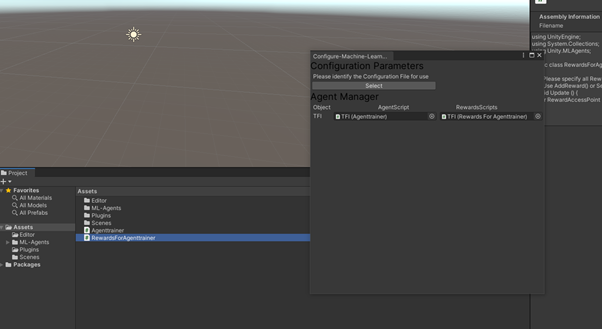 Assembly Information
Filename
using UnityEngine;
using System.Collections;
using Unity.MLAgents;
c class RewardsForAg
Please specify all Rew
Use AddReward() or Se
d Update () {
r RewardAccessPoint
Configure-Machine-Learn...
Configuration Parameters
Please identify the Configuration File for use
Select
Agent Manager
Object AgentScript RewardsScripts
TFI TFI (Agenttrainer) TFI (Rewards For Agenttrainer)
Project
Favorites
All Materials
All Models
All Prefabs
Assets
Editor
ML-Agents
Plugins
Scenes
Packages
Assets
Editor
ML-Agents
Plugins
Scenes
Agenttrainer
RewardsForAgenttrainer